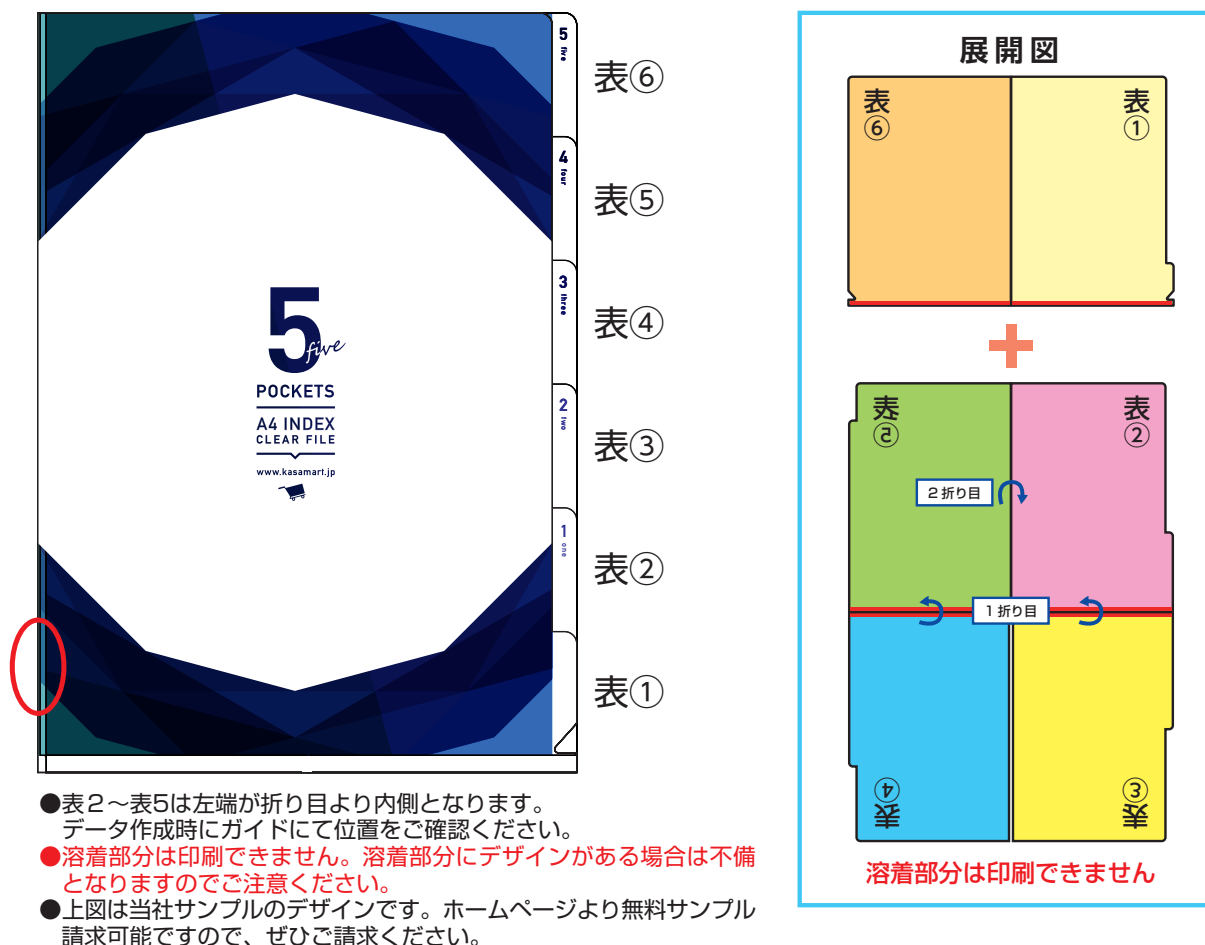 5
five
表⑥
4
four
表⑤
3
three
表④
2
two
表③
1
one
表②
表①
5
five
POCKETS
A4 INDEX
CLEAR FILE
www.kasamart.jp
●表2～表5は左端が折り目より内側となります。
データ作成時にガイドにて位置をご確認ください。
●溶着部分は印刷できません。溶着部分にデザインがある場合は不備
となりますのでご注意ください。
●上図は当社サンプルのデザインです。ホームページより無料サンプル
請求可能ですので、ぜひご請求ください。
展開図
表⑥
表①
表⑤
表②
2折り目
1折り目
表④
表③
溶着部分は印刷できません